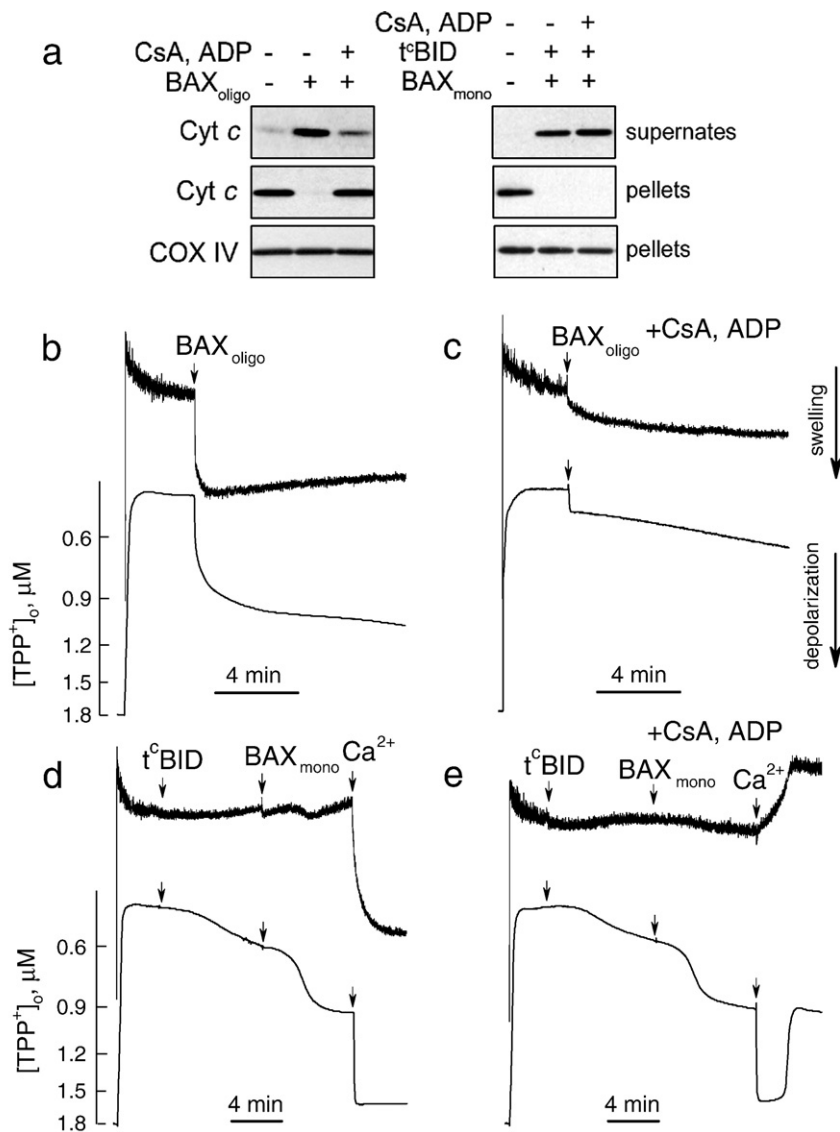 a
CsA, ADP - - +
BAXoligo - + +
CsA, ADP - - +
tᶜBID - + +
BAXmono - + +
Cyt c
supernates
Cyt c
pellets
COX IV
pellets
b
BAXoligo
c
BAXoligo +CsA, ADP
swelling
depolarization
[TPP⁺]₀, µM
0.6
0.9
1.2
1.5
1.8
4 min
4 min
d
tᶜBID BAXmono Ca²⁺
e
+CsA, ADP
tᶜBID BAXmono Ca²⁺
[TPP⁺]₀, µM
0.6
0.9
1.2
1.5
1.8
4 min
4 min